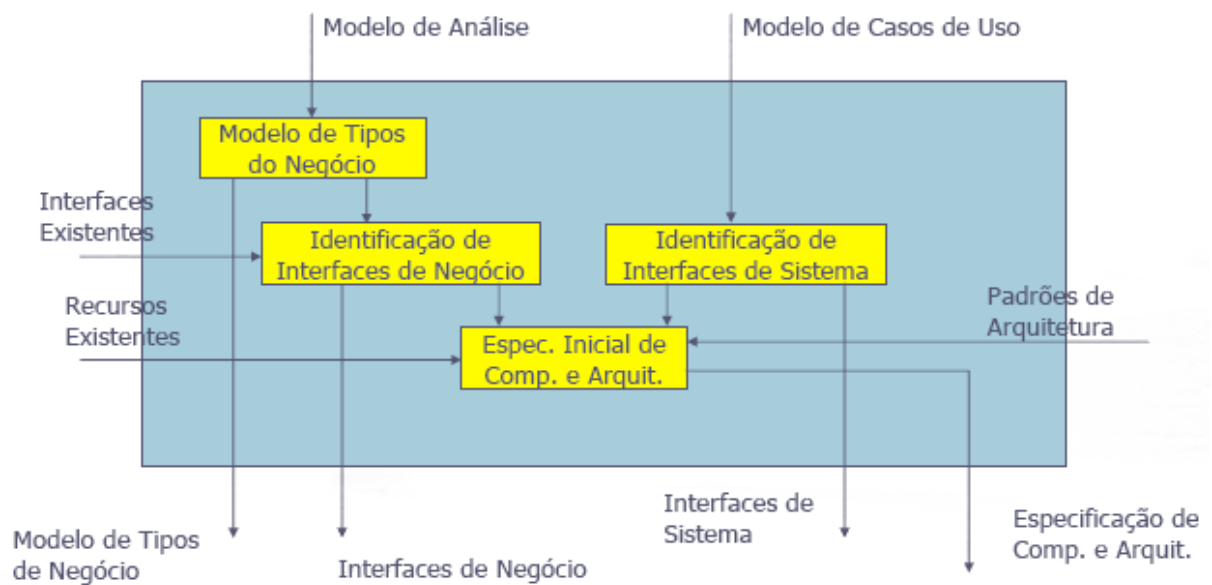 Modelo de Análise
Modelo de Casos de Uso
Modelo de Tipos
do Negócio
Interfaces
Existentes
Identificação de
Interfaces de Negócio
Identificação de
Interfaces de Sistema
Recursos
Existentes
Padrões de
Arquitetura
Espec. Inicial de
Comp. e Arquit.
Modelo de Tipos
de Negócio
Interfaces de Negócio
Interfaces de
Sistema
Especificação de
Comp. e Arquit.